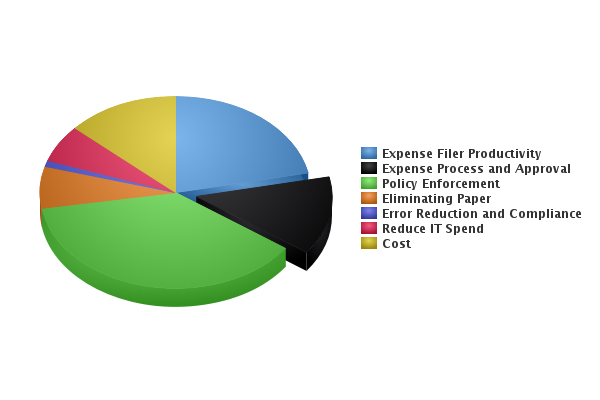 Expense Filer Productivity
Expense Process and Approval
Policy Enforcement
Eliminating Paper
Error Reduction and Compliance
Reduce IT Spend
Cost